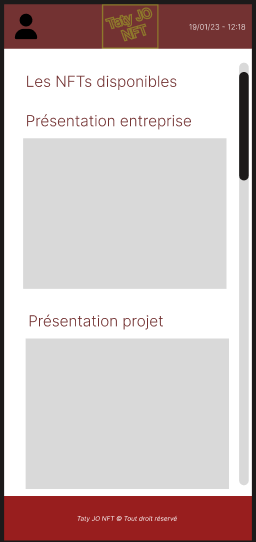 Taty JO
NFT
19/01/23 - 12:18
Les NFTs disponibles
Présentation entreprise
Présentation projet
Taty JO NFT © Tout droit réservé